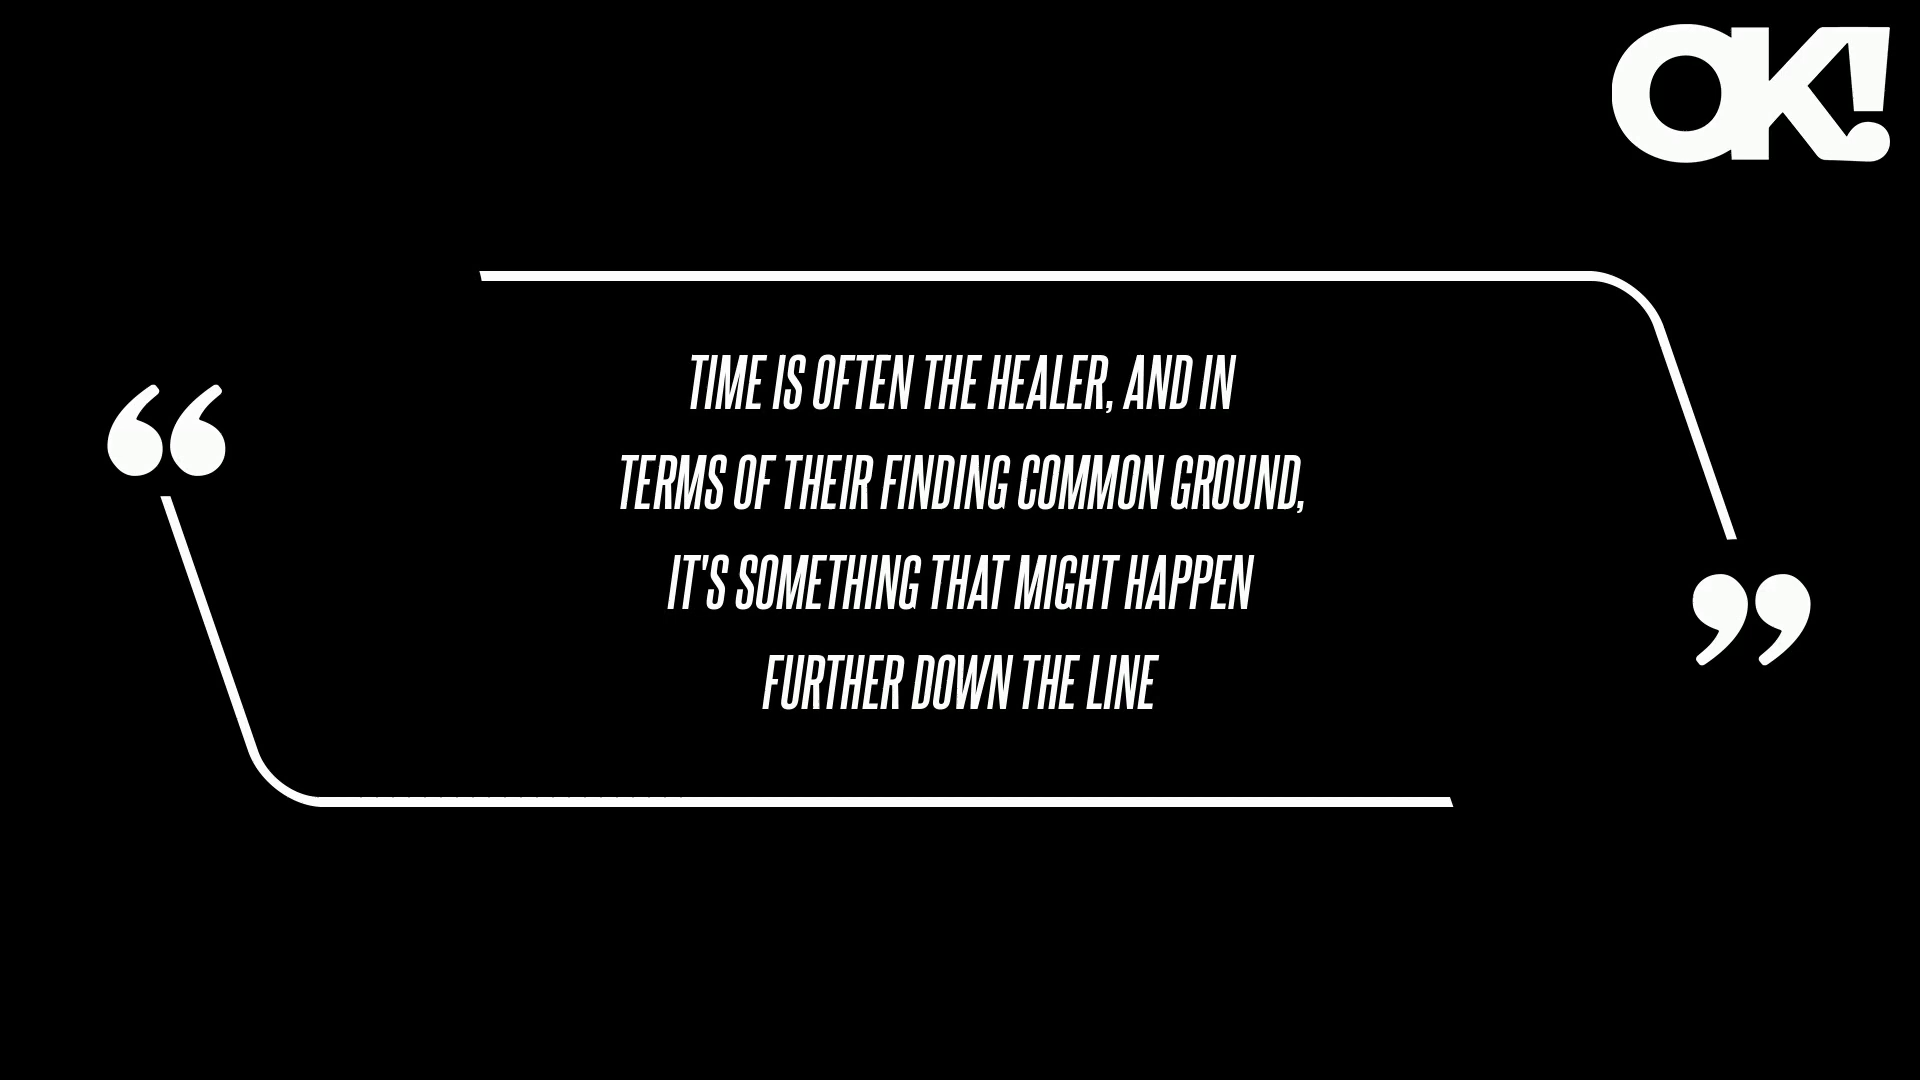 OK!
TIME IS OFTEN THE HEALER, AND IN
TERMS OF THEIR FINDING COMMON GROUND,
IT'S SOMETHING THAT MIGHT HAPPEN
FURTHER DOWN THE LINE